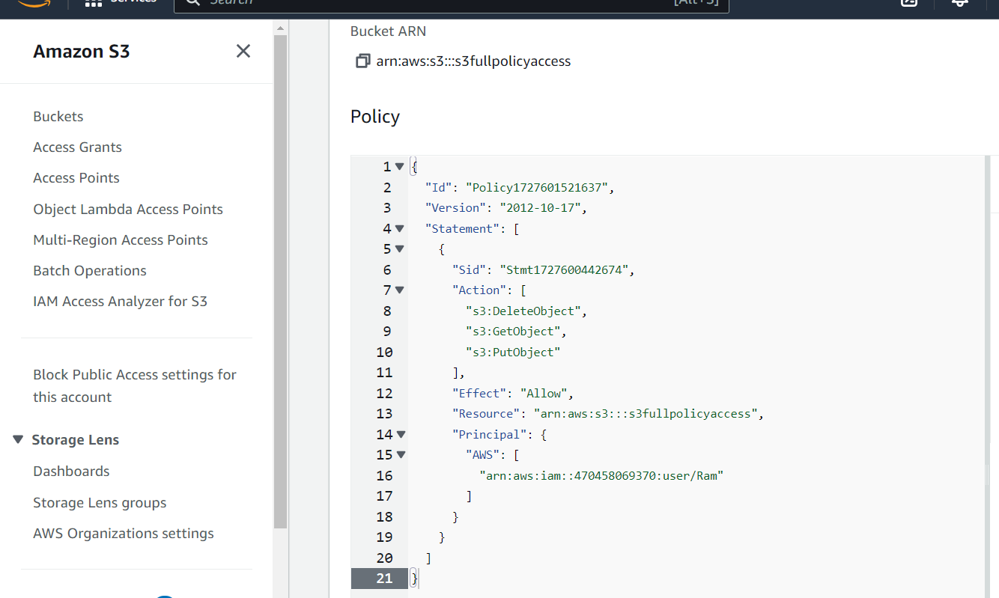 Services
Search
[Alt+S]
Amazon S3
Buckets
Access Grants
Access Points
Object Lambda Access Points
Multi-Region Access Points
Batch Operations
IAM Access Analyzer for S3
Block Public Access settings for
this account
Storage Lens
Dashboards
Storage Lens groups
AWS Organizations settings
Bucket ARN
arn:aws:s3:::s3fullpolicyaccess
Policy
1 {
2 "Id": "Policy1727601521637",
3 "Version": "2012-10-17",
4 "Statement": [
5 {
6 "Sid": "Stmt1727600442674",
7 "Action": [
8 "s3:DeleteObject",
9 "s3:GetObject",
10 "s3:PutObject"
11 ],
12 "Effect": "Allow",
13 "Resource": "arn:aws:s3:::s3fullpolicyaccess",
14 "Principal": {
15 "AWS": [
16 "arn:aws:iam::470458069370:user/Ram"
17 ]
18 }
19 }
20 ]
21 }